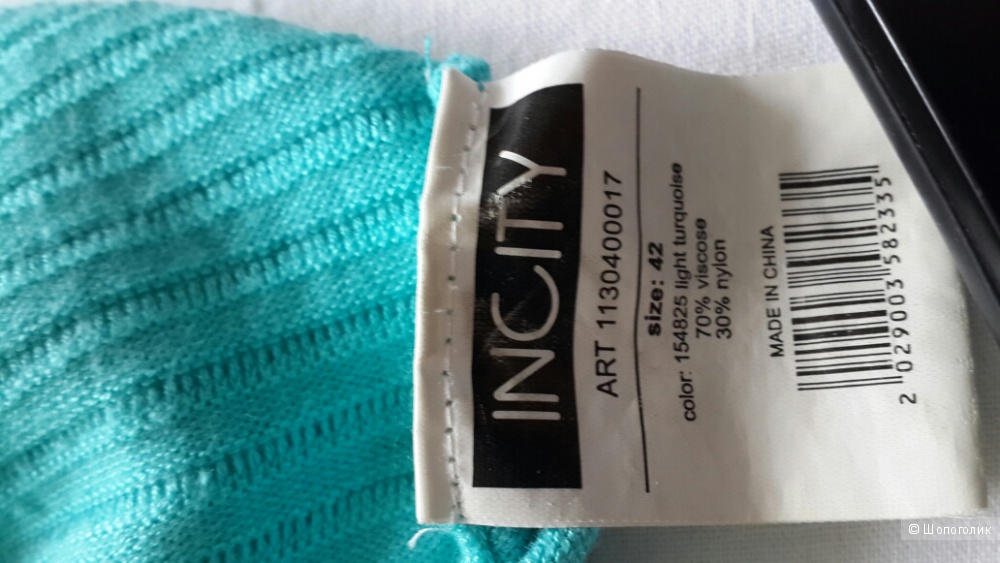 INCITY
ART 1130400017
size: 42
color: 154825 light turquoise
70% viscose
30% nylon
MADE IN CHINA
2 029003 582335
© Шопоголик